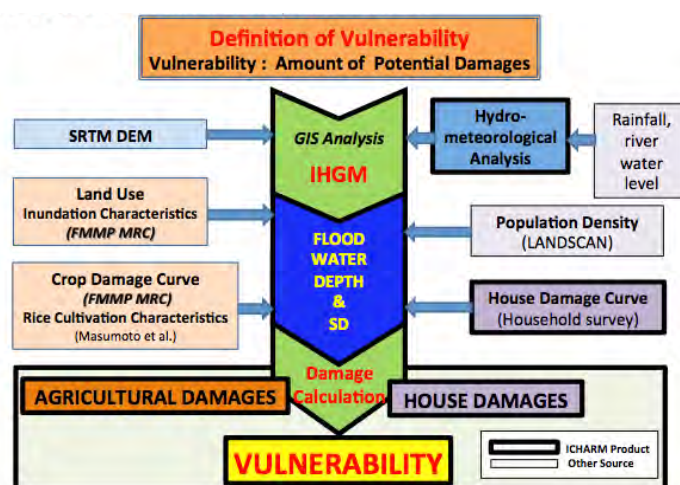 Definition of Vulnerability
Vulnerability : Amount of Potential Damages
SRTM DEM
GIS Analysis
IHGM
Hydro-
meteorological
Analysis
Rainfall,
river
water
level
Land Use
Inundation Characteristics
(FMMP MRC)
FLOOD
WATER
DEPTH
&
SD
Population Density
(LANDSCAN)
Crop Damage Curve
(FMMP MRC)
Rice Cultivation Characteristics
(Masumoto et al.)
House Damage Curve
(Household survey)
Damage
Calculation
AGRICULTURAL DAMAGES
HOUSE DAMAGES
VULNERABILITY
ICHARM Product
Other Source